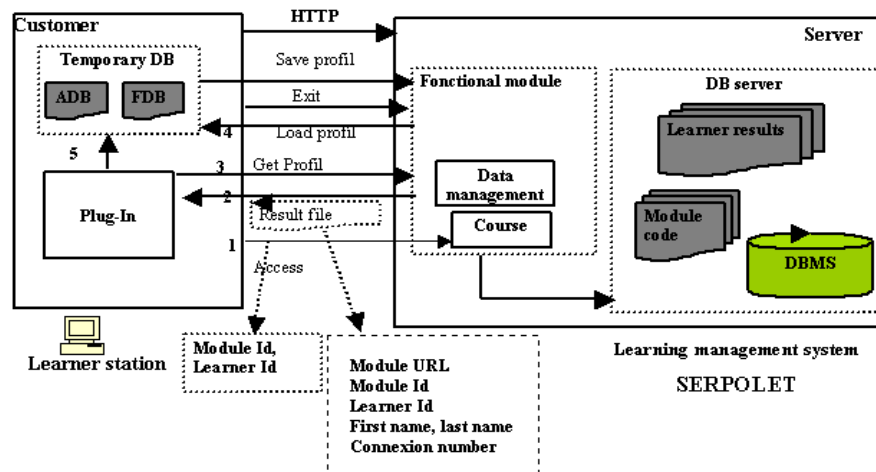 Customer
HTTP
Server
Temporary DB
Save profil
Fonctional module
DB server
ADB
FDB
Exit
Learner results
4
Load profil
5
3
Get Profil
Data
management
2
Plug-In
Result file
Module
code
Course
1
DBMS
Access
Learner station
Module Id,
Learner Id
Learning management system
Module URL
Module Id
Learner Id
First name, last name
Connexion number
SERPOLET